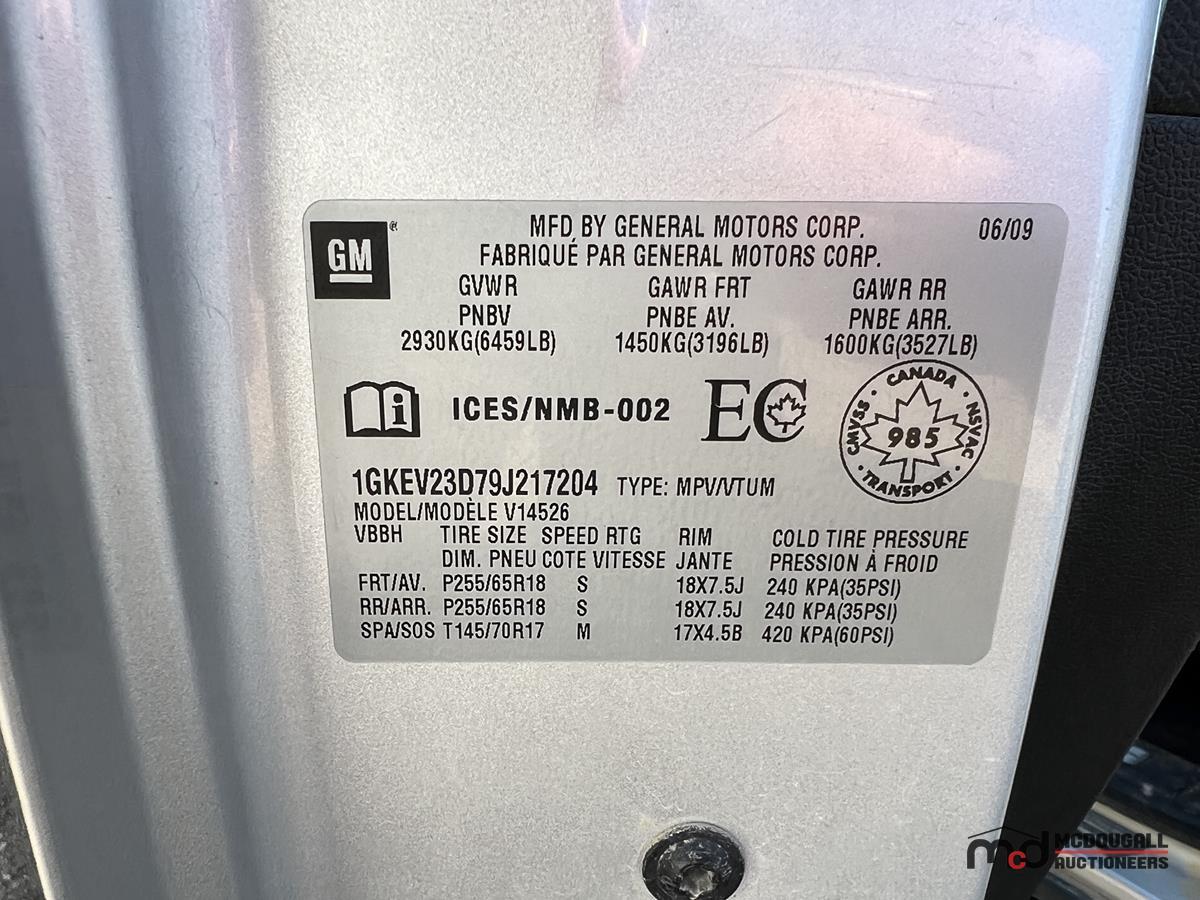 GM®
MFD BY GENERAL MOTORS CORP. 06/09
FABRIQUÉ PAR GENERAL MOTORS CORP.
GVWR GAWR FRT GAWR RR
PNBV PNBE AV. PNBE ARR.
2930KG(6459LB) 1450KG(3196LB) 1600KG(3527LB)
i ICES/NMB-002 EC
CANADA · NSVAC · TRANSPORT · CMVSS ·
985
1GKEV23D79J217204 TYPE: MPV/VTUM
MODEL/MODÈLE V14526
VBBH TIRE SIZE SPEED RTG RIM COLD TIRE PRESSURE
DIM. PNEU COTE VITESSE JANTE PRESSION À FROID
FRT/AV. P255/65R18 S 18X7.5J 240 KPA(35PSI)
RR/ARR. P255/65R18 S 18X7.5J 240 KPA(35PSI)
SPA/SOS T145/70R17 M 17X4.5B 420 KPA(60PSI)
mcd MCDOUGALL
AUCTIONEERS